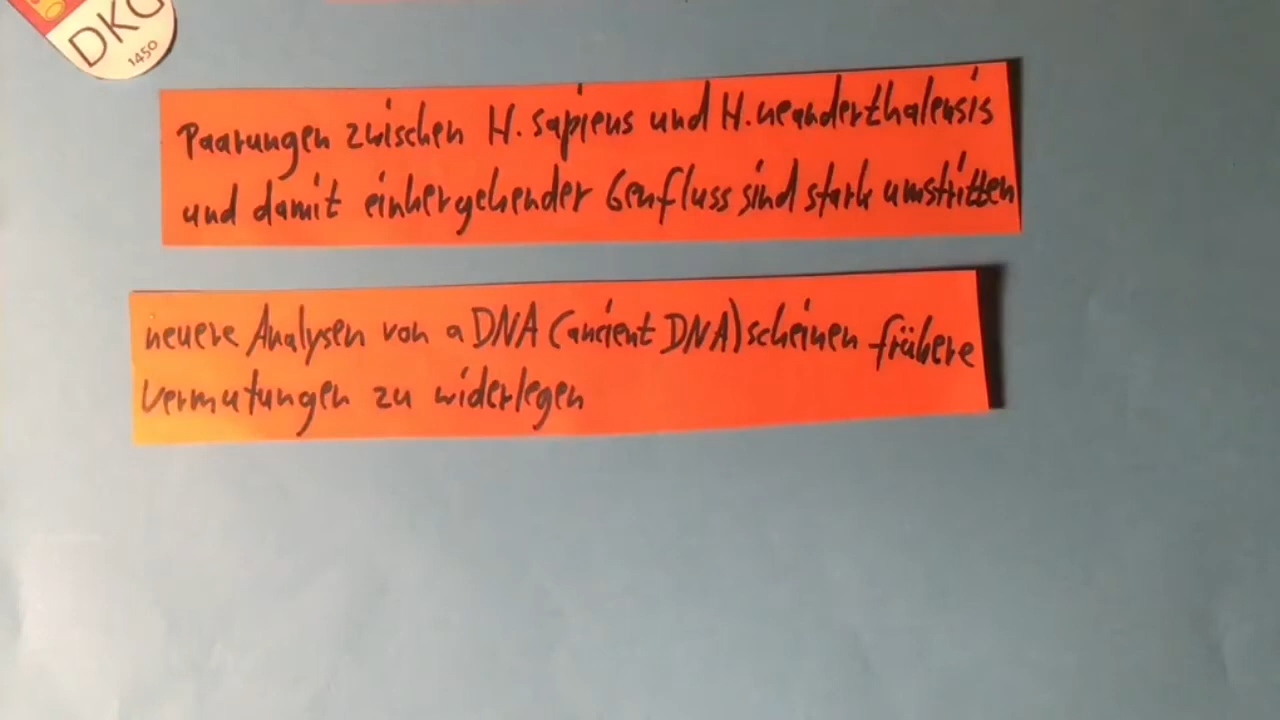 DKG
1450
Paarungen zwischen H. sapiens und H. neanderthalensis
und damit einhergehender Genfluss sind stark umstritten
neuere Analysen von aDNA (ancient DNA) scheinen frühere
Vermutungen zu widerlegen